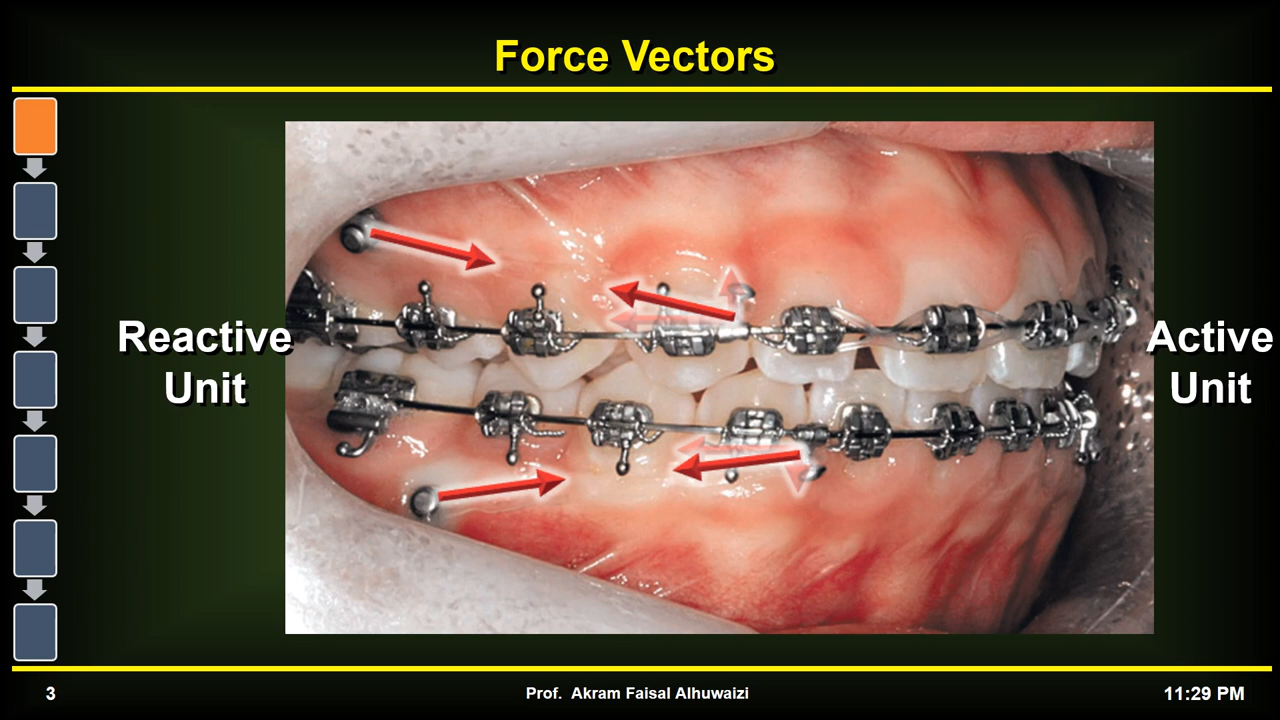 Force Vectors
Reactive
Unit
Active
Unit
3
Prof. Akram Faisal Alhuwaizi
11:29 PM